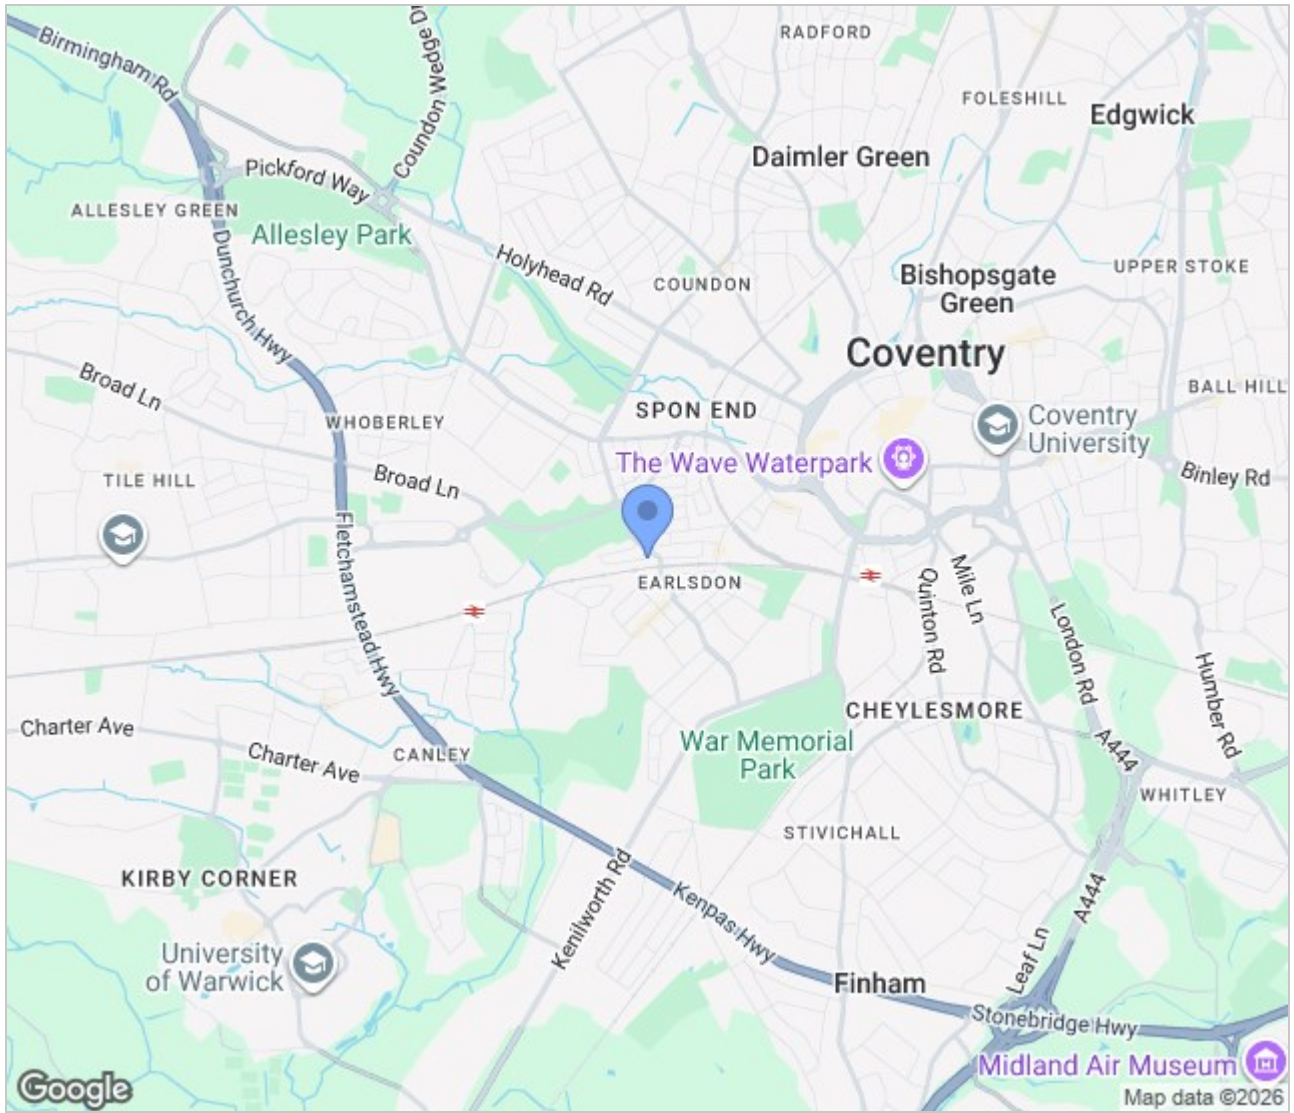 RADFORD
Birmingham Rd
Coundon Wedge Dr
FOLESHILL
Edgwick
Daimler Green
Pickford Way
ALLESLEY GREEN
Allesley Park
Dunchurch Hwy
Holyhead Rd
COUNDON
Bishopsgate
Green
UPPER STOKE
Coventry
Broad Ln
BALL HILL
SPON END
WHOBERLEY
Coventry
University
The Wave Waterpark
Binley Rd
TILE HILL
Broad Ln
Fletchamstead Hwy
EARLSDON
Mile Ln
Quinton Rd
London Rd
Humber Rd
CHEYLESMORE
Charter Ave
War Memorial
Park
A444
CANLEY
Charter Ave
WHITLEY
STIVICHALL
KIRBY CORNER
Kenilworth Rd
Kenpas Hwy
A444
University
of Warwick
Leaf Ln
Finham
Stonebridge Hwy
Midland Air Museum
Google
Map data ©2026